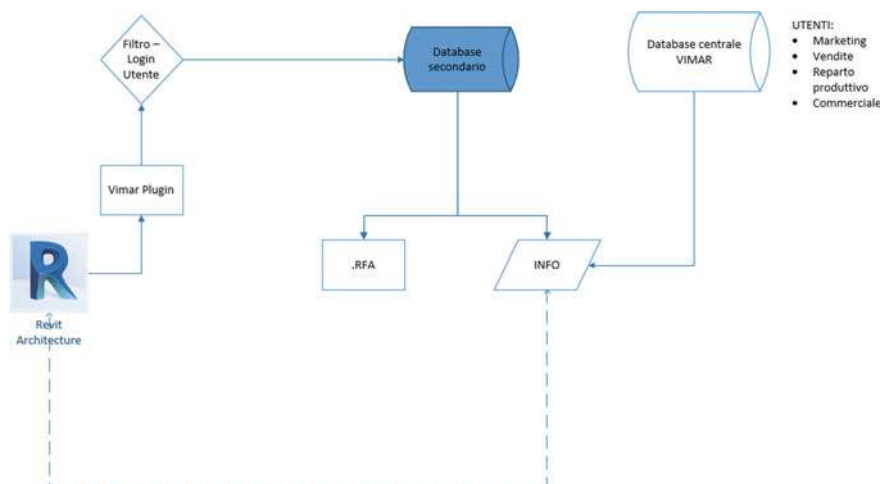 Filtro –
Login
Utente
Database
secondario
Database centrale
VIMAR
UTENTI:
• Marketing
• Vendite
• Reparto
produttivo
• Commerciale
Vimar Plugin
.RFA
INFO
R
Revit
Architecture